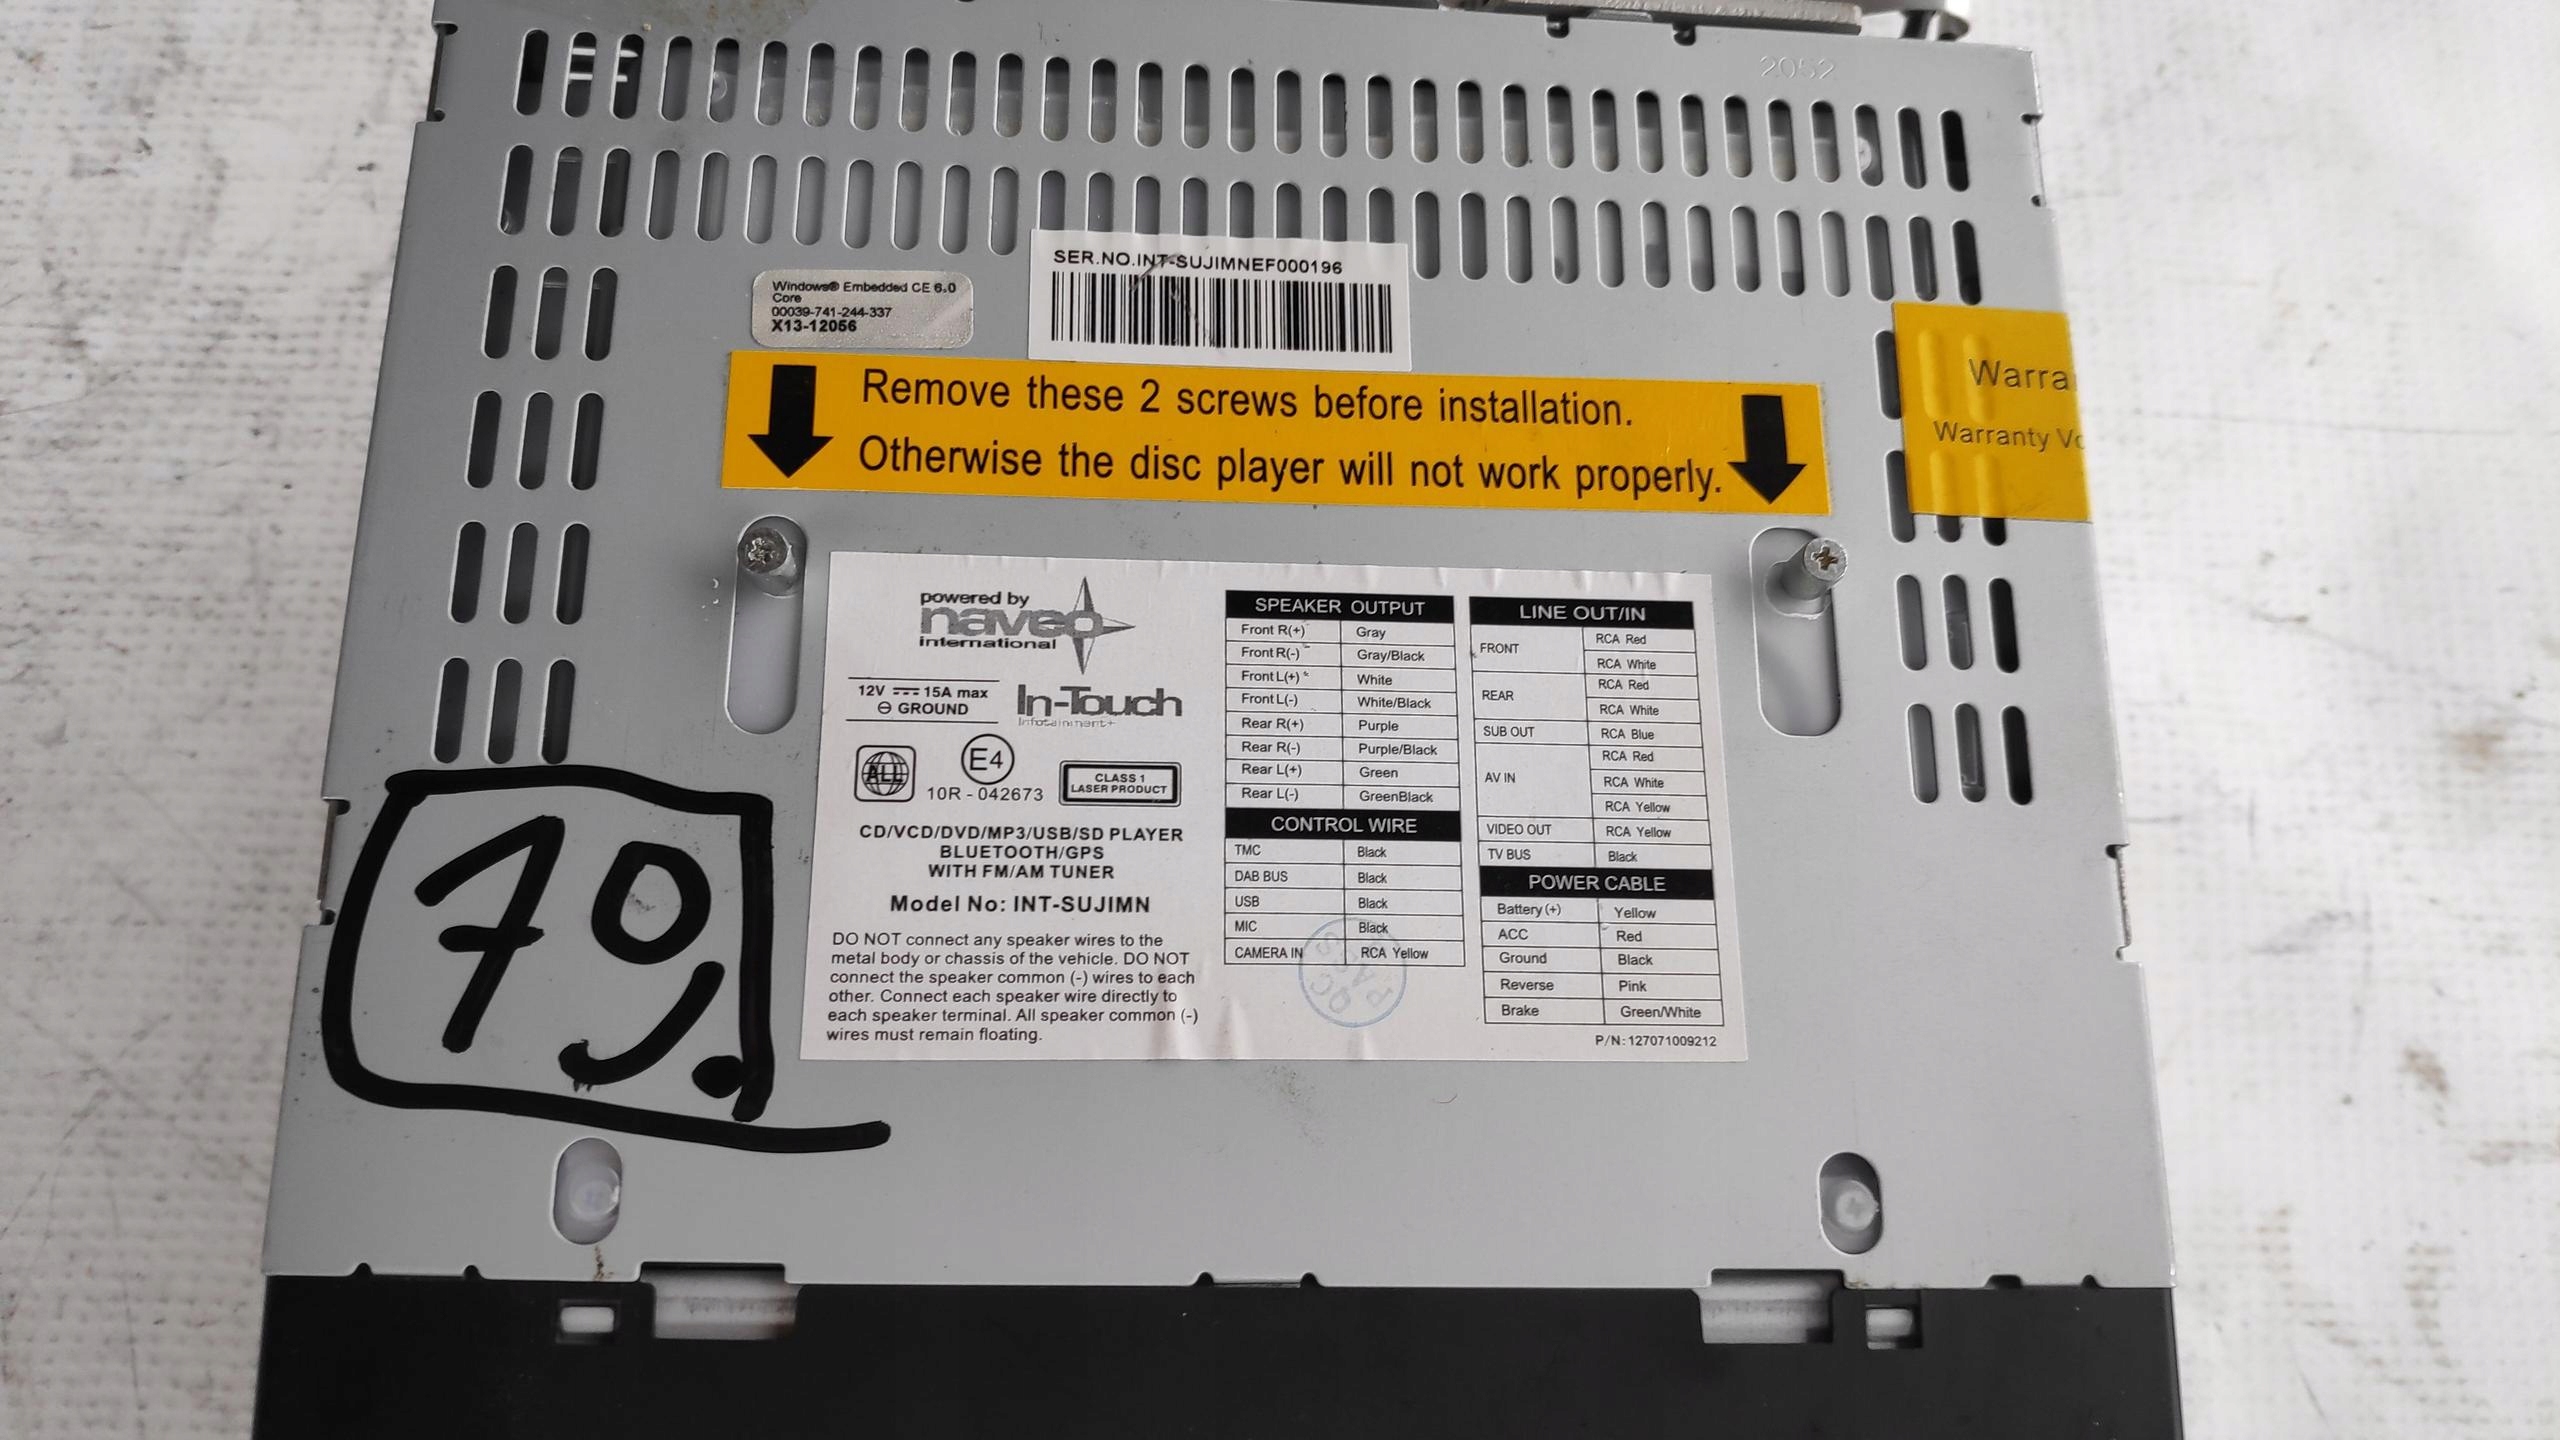 2052
SER.NO.INT-SUJIMNEF000196
Windows® Embedded CE 6.0
Core
00039-741-244-337
X13-12056
Warra
Warranty Vo
Remove these 2 screws before installation.
Otherwise the disc player will not work properly.
powered by
naveo
international
12V 15A max
GROUND
In-Touch
Infotainment+
ALL
E4
10R - 042673
CLASS 1
LASER PRODUCT
CD/VCD/DVD/MP3/USB/SD PLAYER
BLUETOOTH/GPS
WITH FM/AM TUNER
Model No: INT-SUJIMN
DO NOT connect any speaker wires to the
metal body or chassis of the vehicle. DO NOT
connect the speaker common (-) wires to each
other. Connect each speaker wire directly to
each speaker terminal. All speaker common (-)
wires must remain floating.
SPEAKER OUTPUT
Front R(+) Gray
Front R(-) Gray/Black
Front L(+) White
Front L(-) White/Black
Rear R(+) Purple
Rear R(-) Purple/Black
Rear L(+) Green
Rear L(-) GreenBlack
CONTROL WIRE
TMC Black
DAB BUS Black
USB Black
MIC Black
CAMERA IN RCA Yellow
QC PASS
LINE OUT/IN
FRONT RCA Red
RCA White
REAR RCA Red
RCA White
SUB OUT RCA Blue
AV IN RCA Red
RCA White
RCA Yellow
VIDEO OUT RCA Yellow
TV BUS Black
POWER CABLE
Battery (+) Yellow
ACC Red
Ground Black
Reverse Pink
Brake Green/White
P/N:127071009212